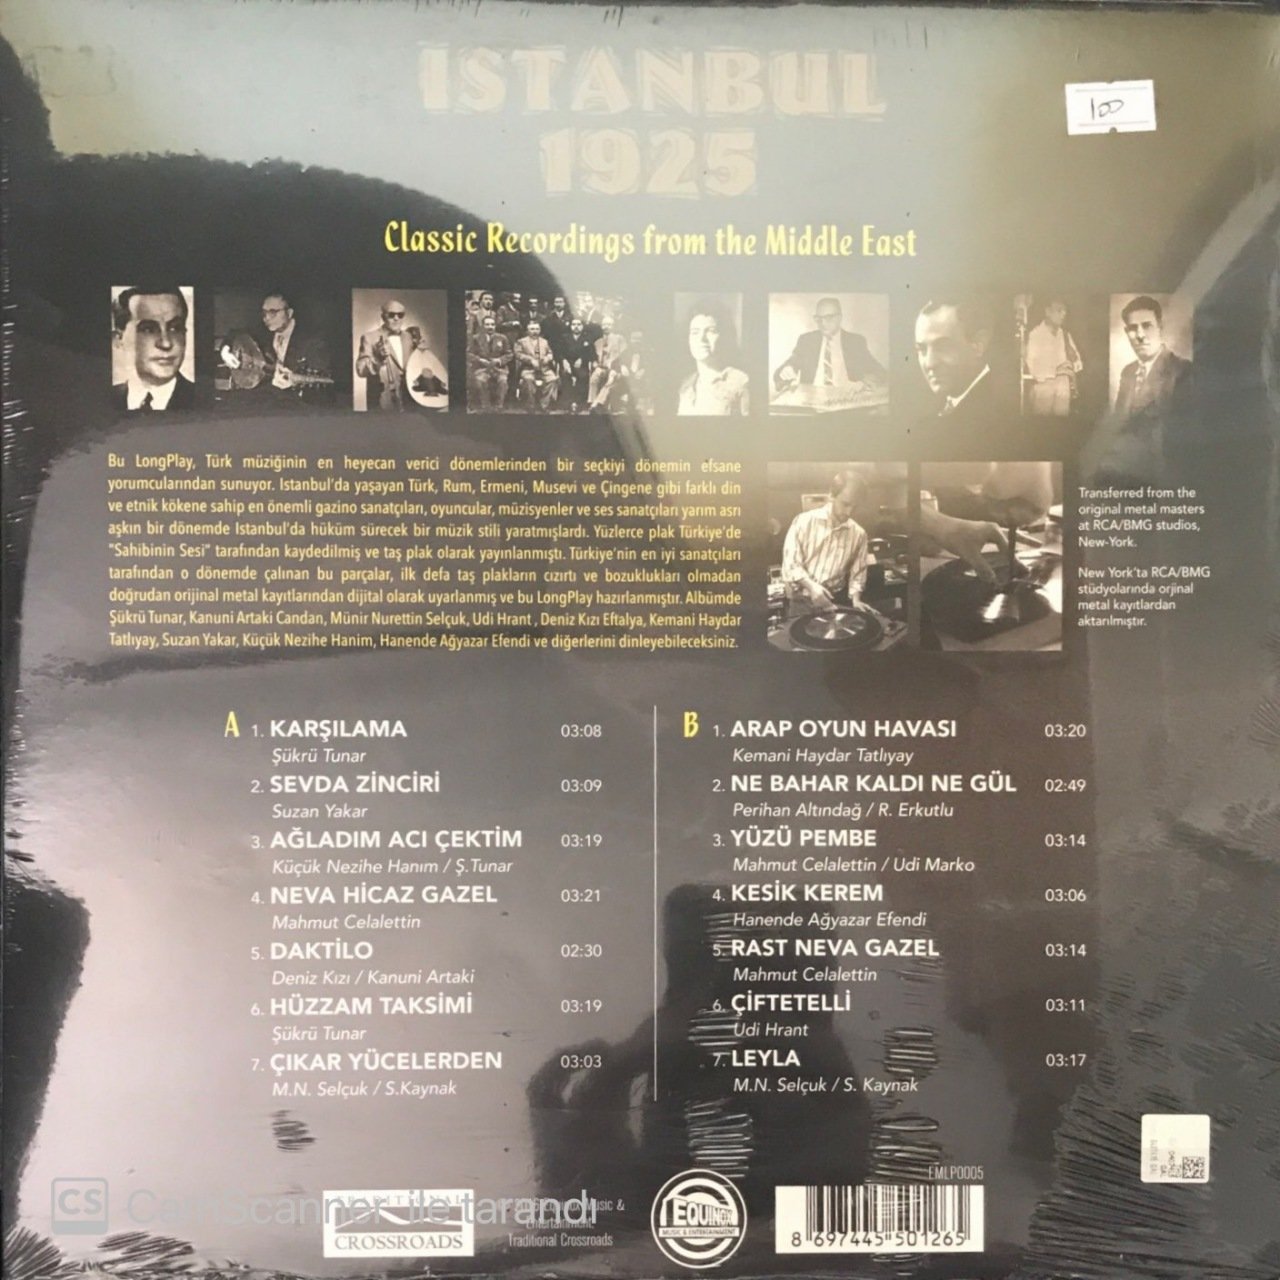 ISTANBUL
1925
100
Classic Recordings from the Middle East
Bu LongPlay, Türk müziğinin en heyecan verici dönemlerinden bir seçkiyi dönemin efsane
yorumcularından sunuyor. Istanbul'da yaşayan Türk, Rum, Ermeni, Musevi ve Çingene gibi farklı din
ve etnik kökene sahip en önemli gazino sanatçıları, oyuncular, müzisyenler ve ses sanatçıları yarım asrı
aşkın bir dönemde Istanbul'da hüküm sürecek bir müzik stili yaratmışlardı. Yüzlerce plak Türkiye'de
"Sahibinin Sesi" tarafından kaydedilmiş ve taş plak olarak yayınlanmıştı. Türkiye'nin en iyi sanatçıları
tarafından o dönemde çalınan bu parçalar, ilk defa taş plakların cızırtı ve bozuklukları olmadan
doğrudan orijinal metal kayıtlarından dijital olarak uyarlanmış ve bu LongPlay hazırlanmıştır. Albümde
Şükrü Tunar, Kanuni Artaki Candan, Münir Nurettin Selçuk, Udi Hrant , Deniz Kızı Eftalya, Kemani Haydar
Tatlıyay, Suzan Yakar, Küçük Nezihe Hanim, Hanende Ağyazar Efendi ve diğerlerini dinleyebileceksiniz.
Transferred from the
original metal masters
at RCA/BMG studios,
New-York.
New York'ta RCA/BMG
stüdyolarında orjinal
metal kayıtlardan
aktarılmıştır.
A
1. KARŞILAMA 03:08
Şükrü Tunar
2. SEVDA ZİNCİRİ 03:09
Suzan Yakar
3. AĞLADIM ACI ÇEKTİM 03:19
Küçük Nezihe Hanım / Ş.Tunar
4. NEVA HİCAZ GAZEL 03:21
Mahmut Celalettin
5. DAKTİLO 02:30
Deniz Kızı / Kanuni Artaki
6. HÜZZAM TAKSİMİ 03:19
Şükrü Tunar
7. ÇIKAR YÜCELERDEN 03:03
M.N. Selçuk / S.Kaynak
B
1. ARAP OYUN HAVASI 03:20
Kemani Haydar Tatlıyay
2. NE BAHAR KALDI NE GÜL 02:49
Perihan Altındağ / R. Erkutlu
3. YÜZÜ PEMBE 03:14
Mahmut Celalettin / Udi Marko
4. KESİK KEREM 03:06
Hanende Ağyazar Efendi
5. RAST NEVA GAZEL 03:14
Mahmut Celalettin
6. ÇİFTETELLİ 03:11
Udi Hrant
7. LEYLA 03:17
M.N. Selçuk / S. Kaynak
CS CamScanner ile tarandı
TRADITIONAL
CROSSROADS
Equinox Music &
Entertainment,
Traditional Crossroads
EQUINOX
MUSIC & ENTERTAINMENT
EMLP0005
8 697445 501265